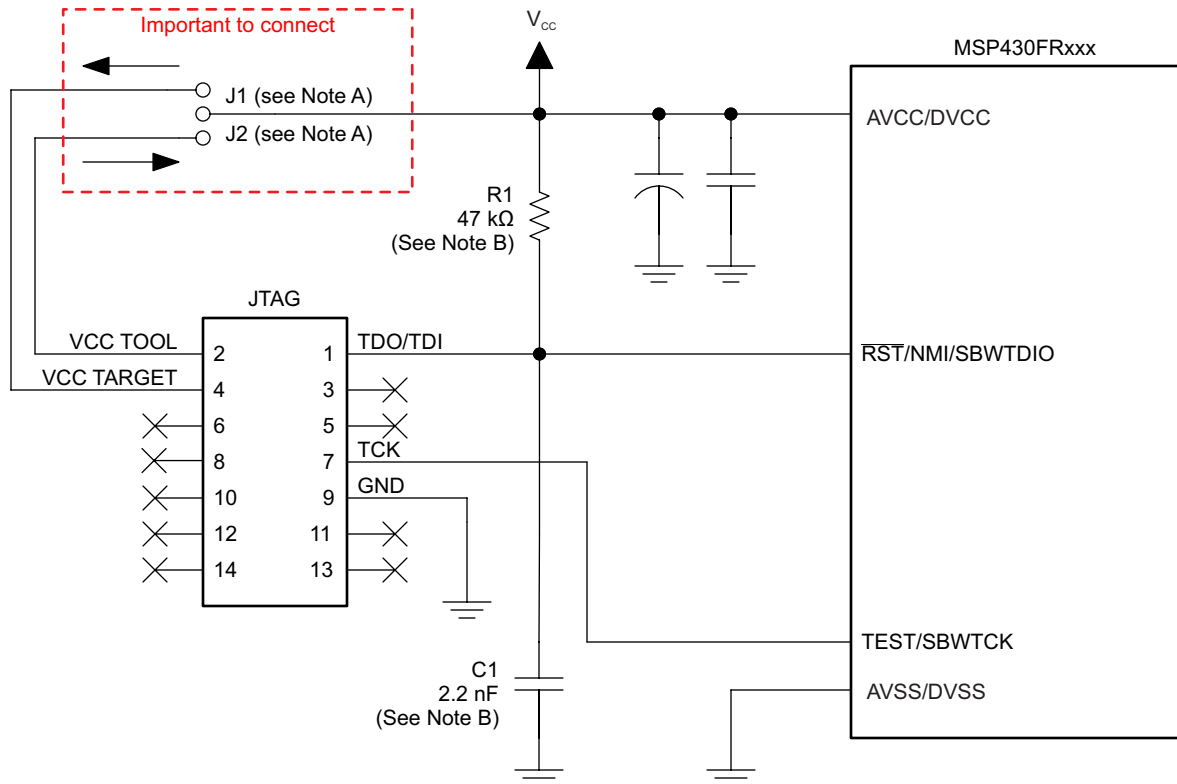 Important to connect
VCC
MSP430FRxxx
J1 (see Note A)
J2 (see Note A)
AVCC/DVCC
R1
47 kΩ
(See Note B)
JTAG
VCC TOOL
2
1
TDO/TDI
RST/NMI/SBWTDIO
VCC TARGET
4
3
6
5
8
7
TCK
10
9
GND
12
11
14
13
TEST/SBWTCK
C1
2.2 nF
(See Note B)
AVSS/DVSS